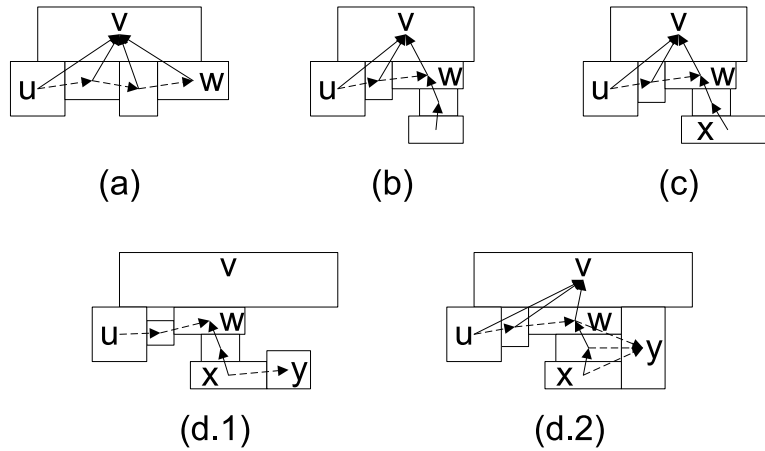 v v v
u w u w u w
x
(a) (b) (c)
v v
u w u w
x y x y
(d.1) (d.2)